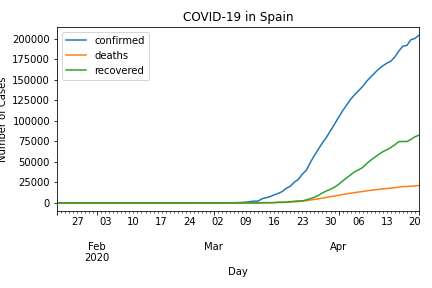 COVID-19 in Spain
confirmed
deaths
recovered
200000
175000
150000
125000
100000
75000
50000
25000
0
Number of Cases
27 03 10 17 24 02 09 16 23 30 06 13 20
Feb Mar Apr
2020
Day